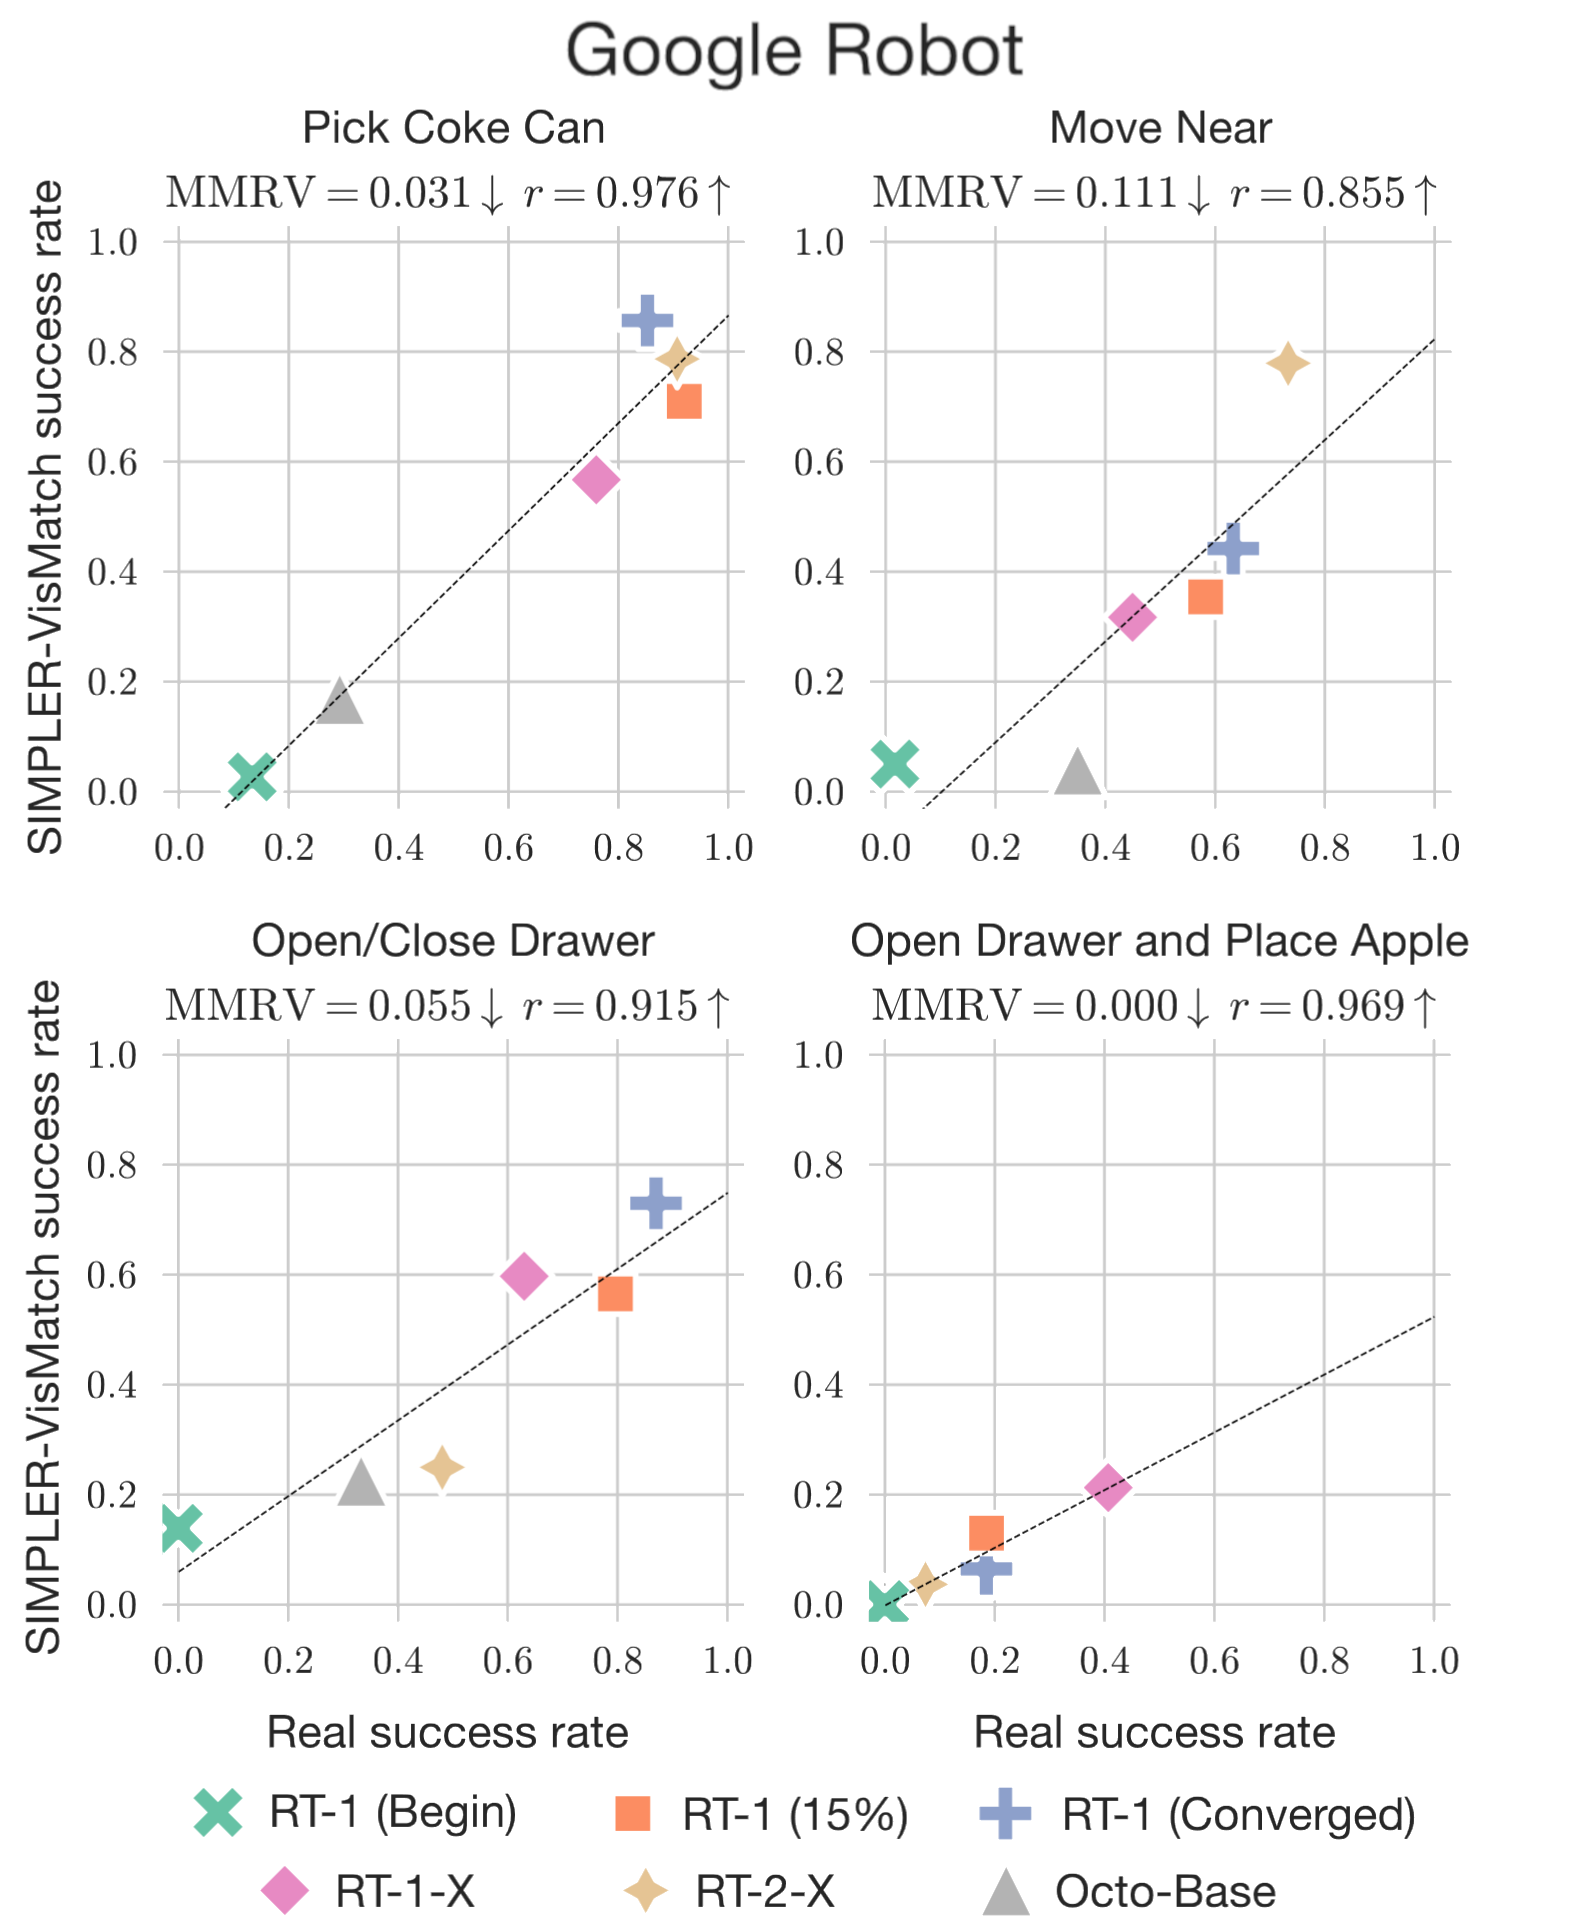 Google Robot
Pick Coke Can
MMRV = 0.031↓ r = 0.976↑
SIMPLER-VisMatch success rate
1.0
0.8
0.6
0.4
0.2
0.0
0.0 0.2 0.4 0.6 0.8 1.0
Move Near
MMRV = 0.111↓ r = 0.855↑
1.0
0.8
0.6
0.4
0.2
0.0
0.0 0.2 0.4 0.6 0.8 1.0
Open/Close Drawer
MMRV = 0.055↓ r = 0.915↑
SIMPLER-VisMatch success rate
1.0
0.8
0.6
0.4
0.2
0.0
0.0 0.2 0.4 0.6 0.8 1.0
Real success rate
Open Drawer and Place Apple
MMRV = 0.000↓ r = 0.969↑
1.0
0.8
0.6
0.4
0.2
0.0
0.0 0.2 0.4 0.6 0.8 1.0
Real success rate
RT-1 (Begin) RT-1 (15%) RT-1 (Converged)
RT-1-X RT-2-X Octo-Base